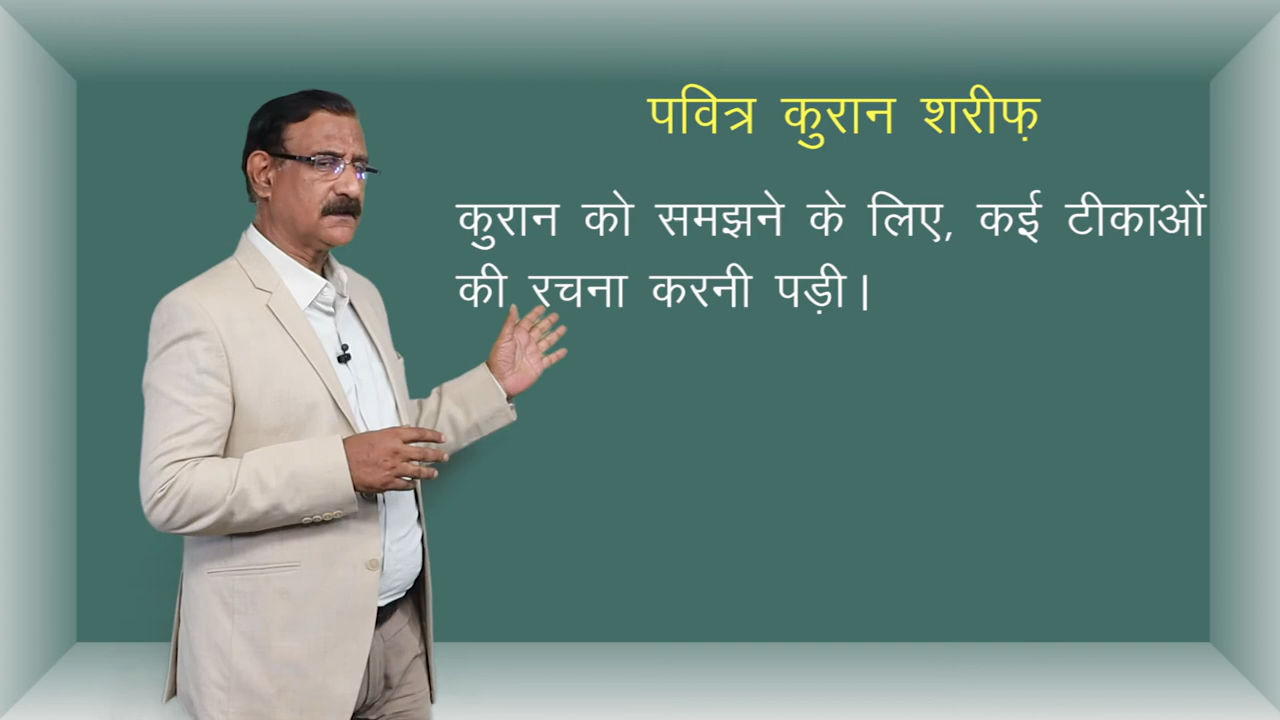 पवित्र कुरान शरीफ़
कुरान को समझने के लिए, कई टीकाओं
की रचना करनी पड़ी।